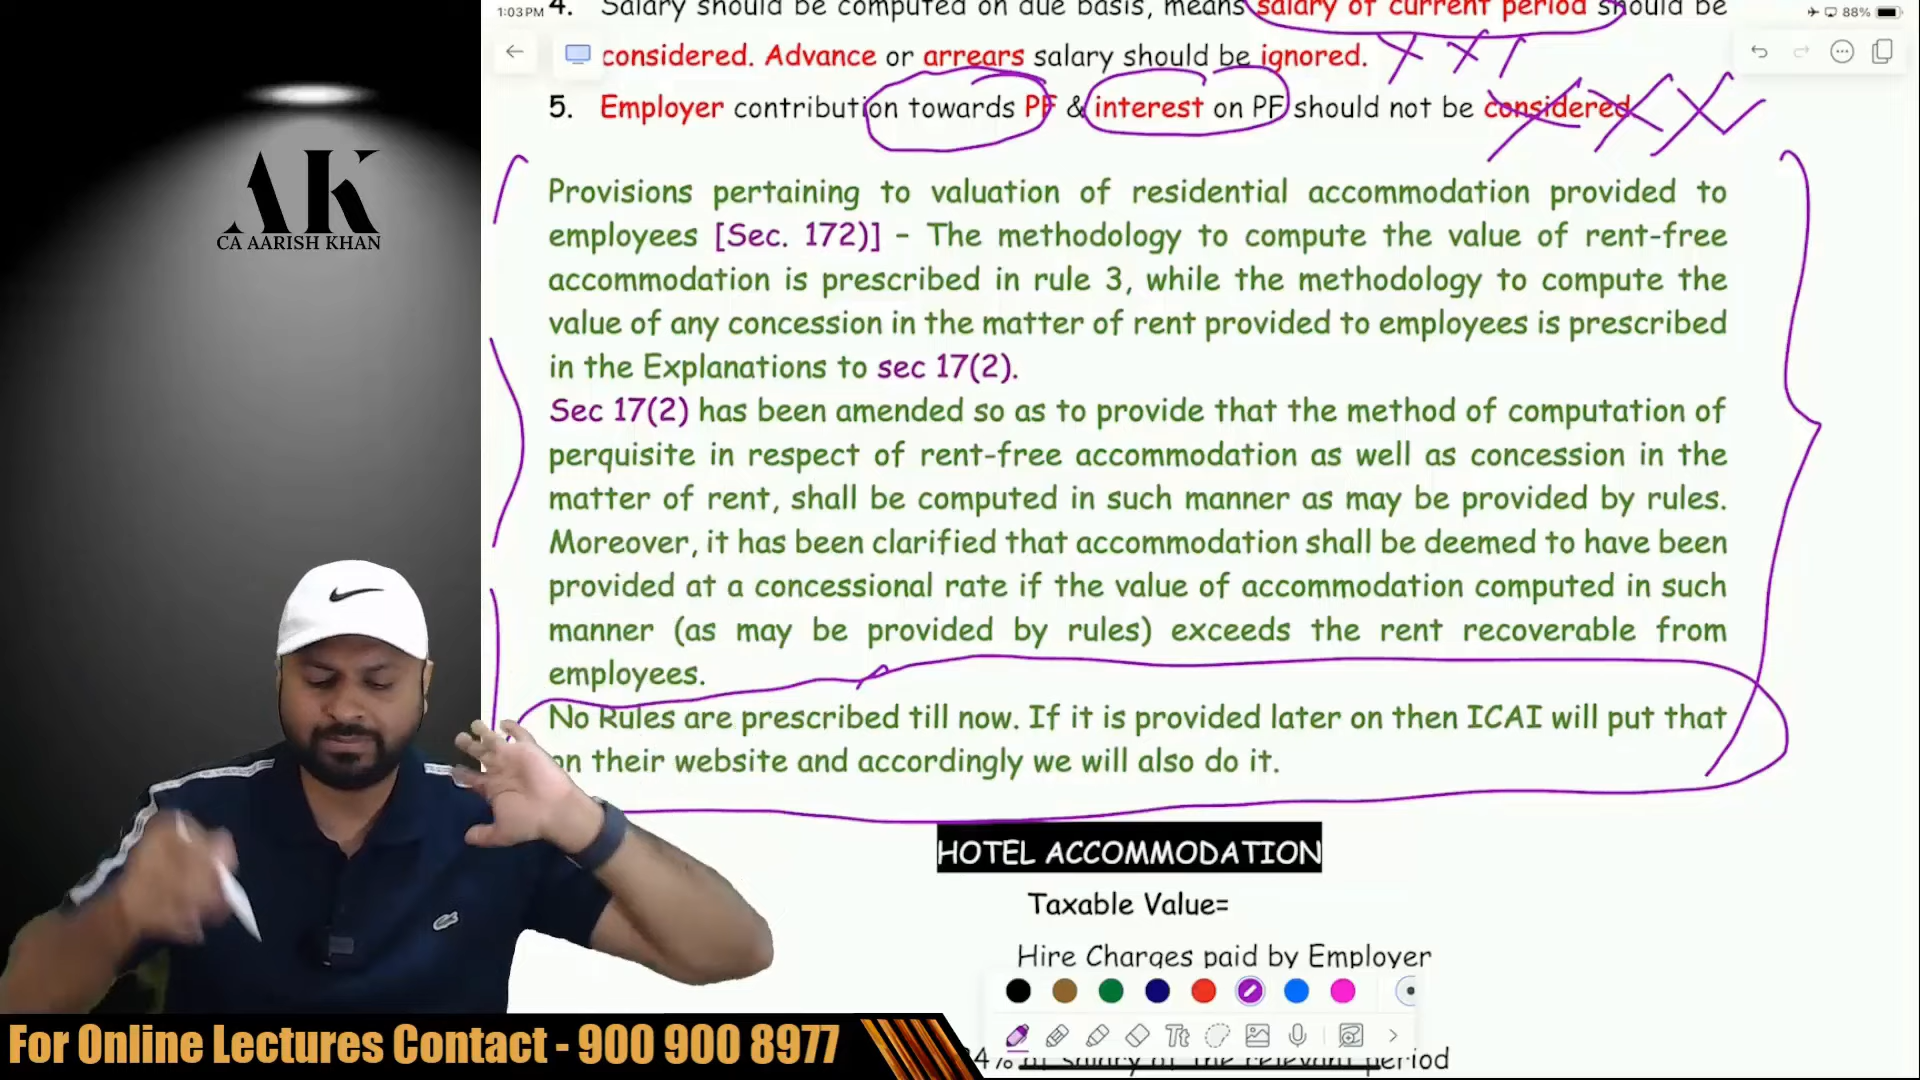 1:03 PM
4. Salary should be computed on due basis, means salary of current period should be
88%
considered. Advance or arrears salary should be ignored.
5. Employer contribution towards PF & interest on PF should not be considered
AK
CA AARISH KHAN
Provisions pertaining to valuation of residential accommodation provided to
employees [Sec. 172)] – The methodology to compute the value of rent-free
accommodation is prescribed in rule 3, while the methodology to compute the
value of any concession in the matter of rent provided to employees is prescribed
in the Explanations to sec 17(2).
Sec 17(2) has been amended so as to provide that the method of computation of
perquisite in respect of rent-free accommodation as well as concession in the
matter of rent, shall be computed in such manner as may be provided by rules.
Moreover, it has been clarified that accommodation shall be deemed to have been
provided at a concessional rate if the value of accommodation computed in such
manner (as may be provided by rules) exceeds the rent recoverable from
employees.
No Rules are prescribed till now. If it is provided later on then ICAI will put that
on their website and accordingly we will also do it.
HOTEL ACCOMMODATION
Taxable Value=
Hire Charges paid by Employer
Tt
24% of salary of the relevant period
For Online Lectures Contact - 900 900 8977